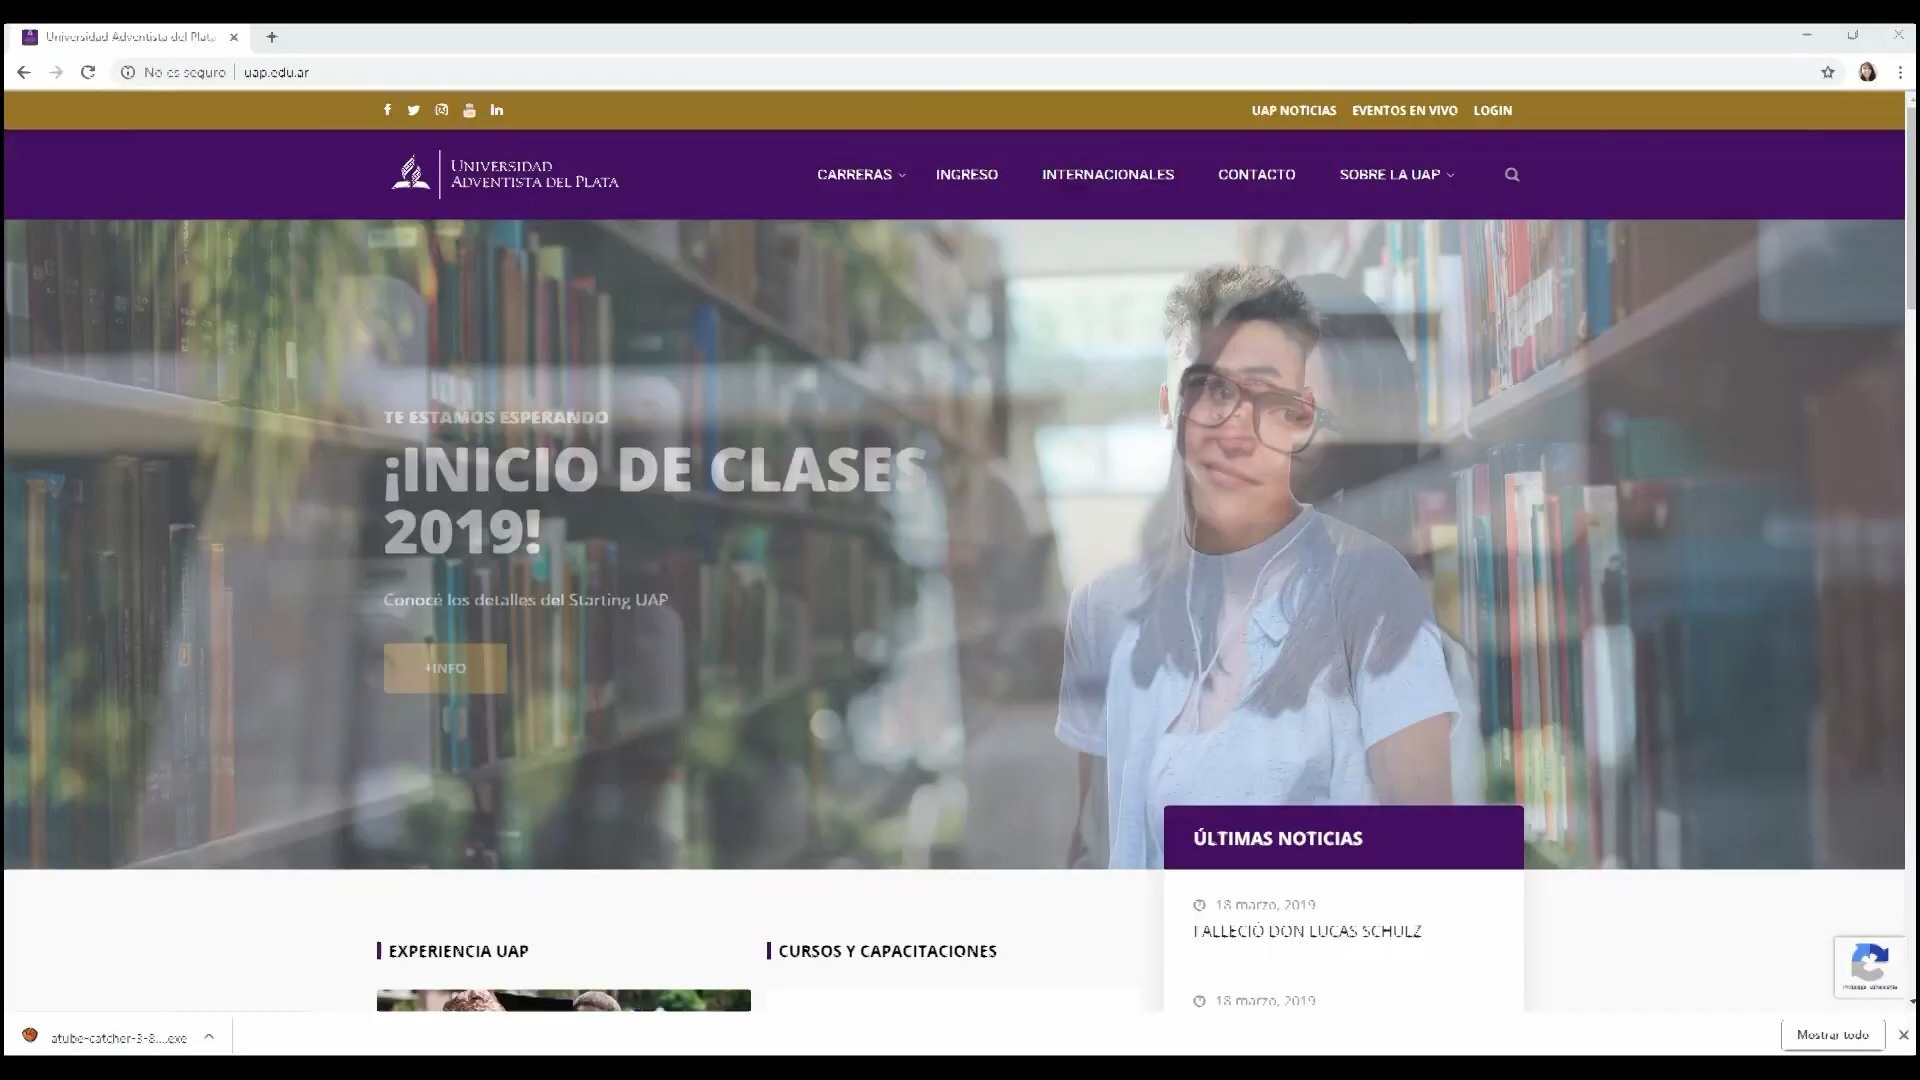 Universidad Adventista del Plata
No es seguro
uap.edu.ar
UAP NOTICIAS
EVENTOS EN VIVO
LOGIN
UNIVERSIDAD
ADVENTISTA DEL PLATA
CARRERAS
INGRESO
INTERNACIONALES
CONTACTO
SOBRE LA UAP
TE ESTAMOS ESPERANDO
¡INICIO DE CLASES
2019!
Conocé los detalles del Starting UAP
+INFO
ÚLTIMAS NOTICIAS
18 marzo, 2019
FALLECIÓ DON LUCAS SCHULZ
18 marzo, 2019
EXPERIENCIA UAP
CURSOS Y CAPACITACIONES
atube-catcher-3-8....exe
Mostrar todo